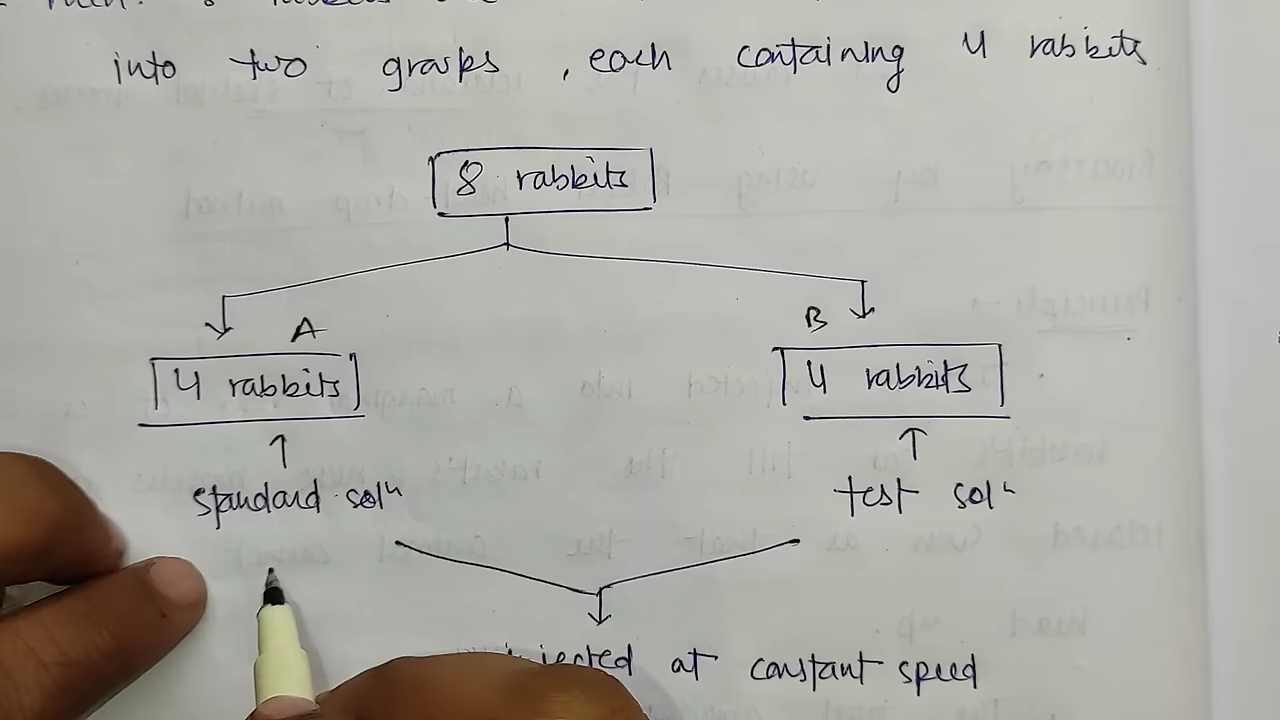 into two groups, each containing 4 rabbits
8 rabbits
A
B
4 rabbits
4 rabbits
standard solⁿ
test solⁿ
at constant speed